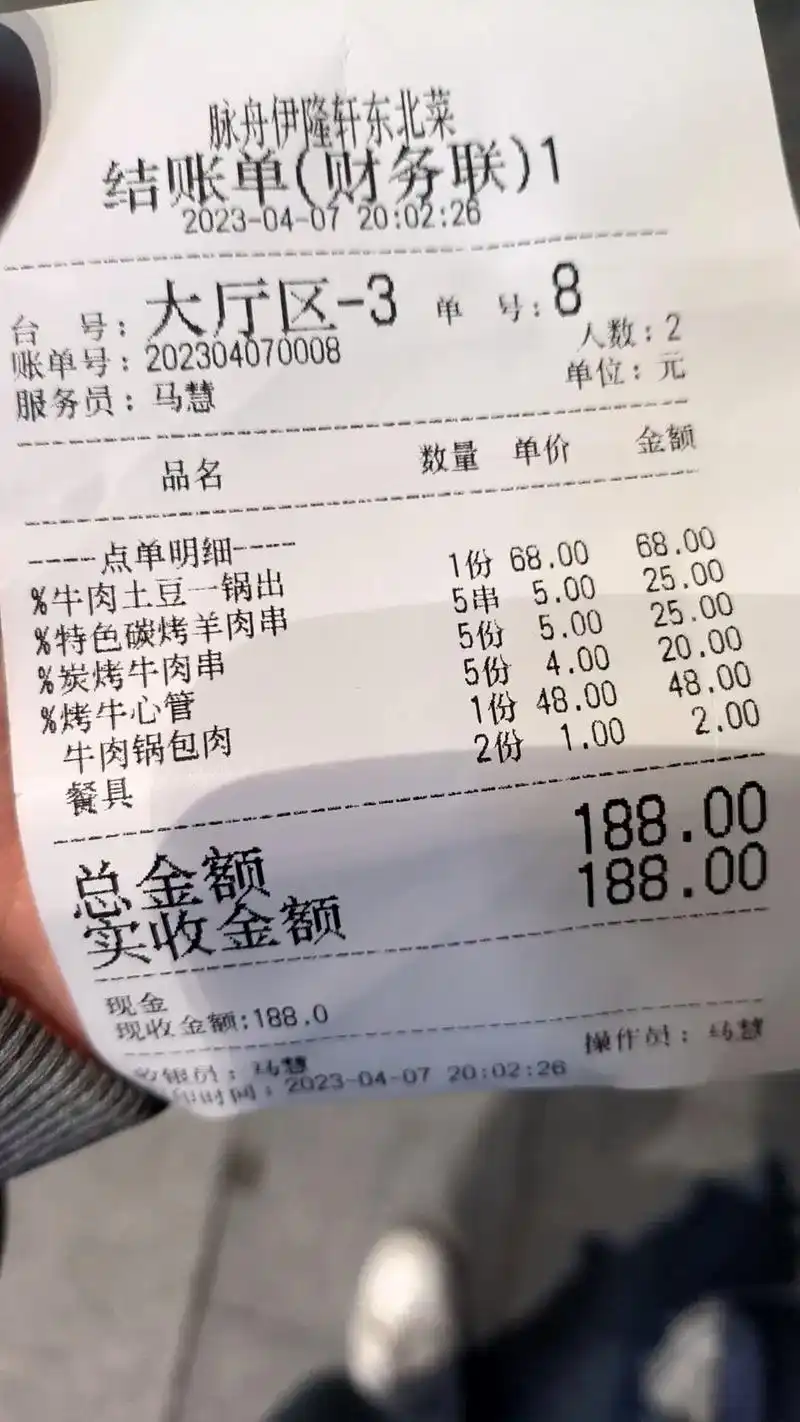 脉舟伊隆轩东北菜
结账单(财务联)1
2023-04-07 20:02:26
台 号: 大厅区-3 单 号: 8
账单号: 202304070008 人数: 2
服务员: 马慧 单位: 元
品名 数量 单价 金额
----点单明细----
%牛肉土豆一锅出 1份 68.00 68.00
%特色碳烤羊肉串 5串 5.00 25.00
%炭烤牛肉串 5份 5.00 25.00
%烤牛心管 5份 4.00 20.00
牛肉锅包肉 1份 48.00 48.00
餐具 2份 1.00 2.00
总金额 188.00
实收金额 188.00
现金
现收金额:188.0
收银员: 马慧 操作员: 马慧
印时间: 2023-04-07 20:02:26